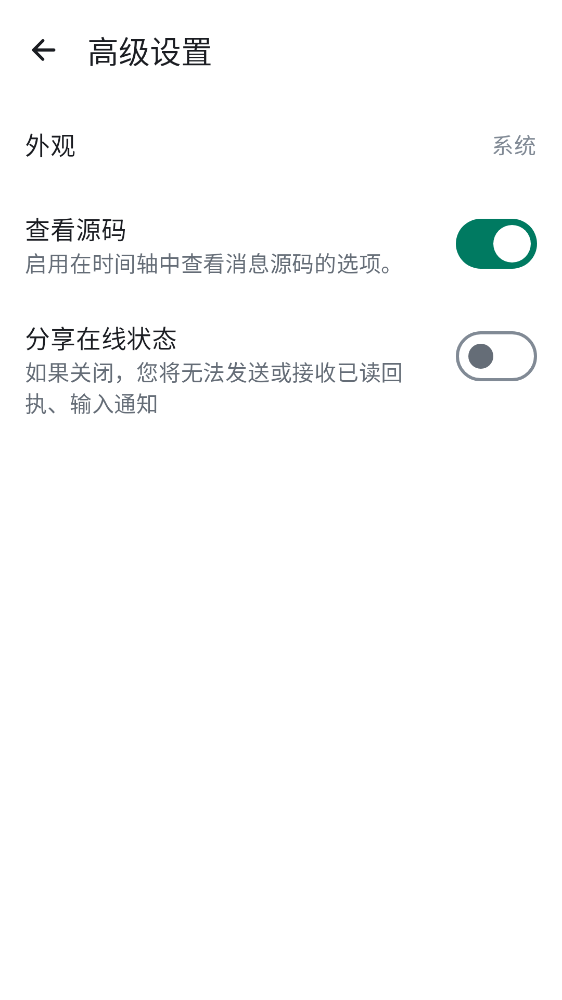 高级设置
外观
系统
查看源码
启用在时间轴中查看消息源码的选项。
分享在线状态
如果关闭，您将无法发送或接收已读回
执、输入通知